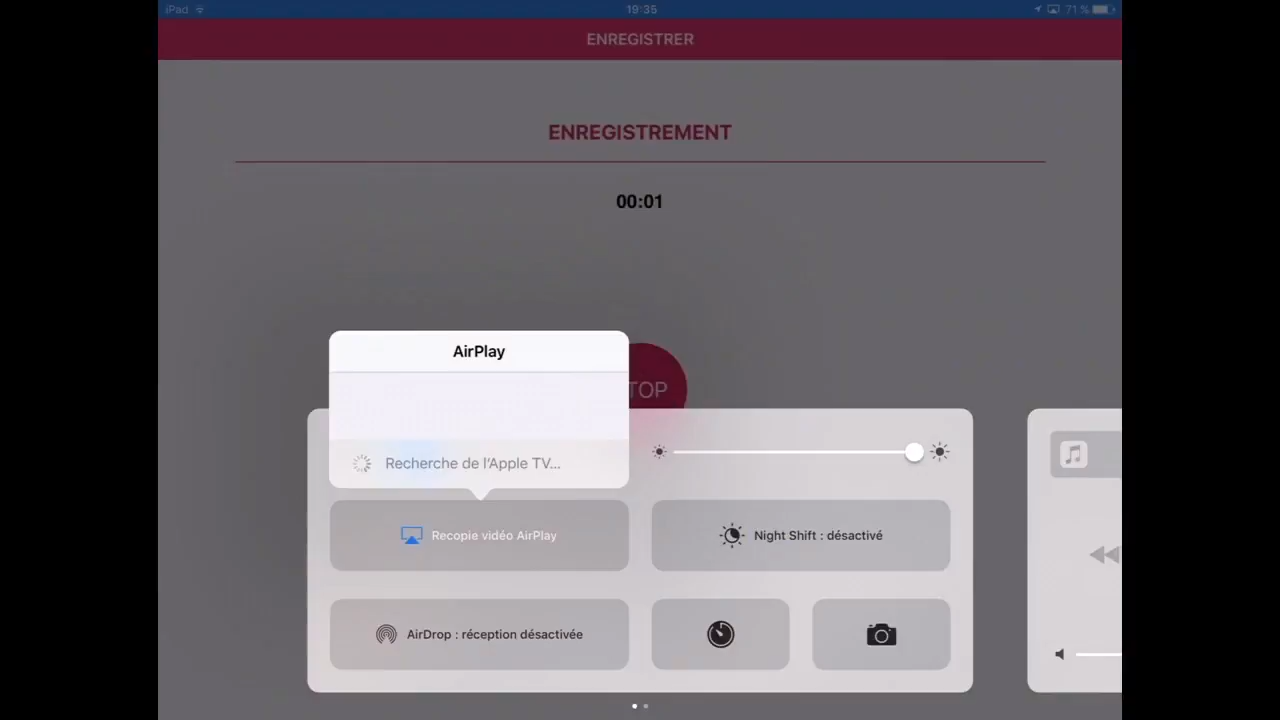 iPad
19:35
71 %
ENREGISTRER
ENREGISTREMENT
00:01
TOP
AirPlay
Recherche de l'Apple TV...
Recopie vidéo AirPlay
Night Shift : désactivé
AirDrop : réception désactivée